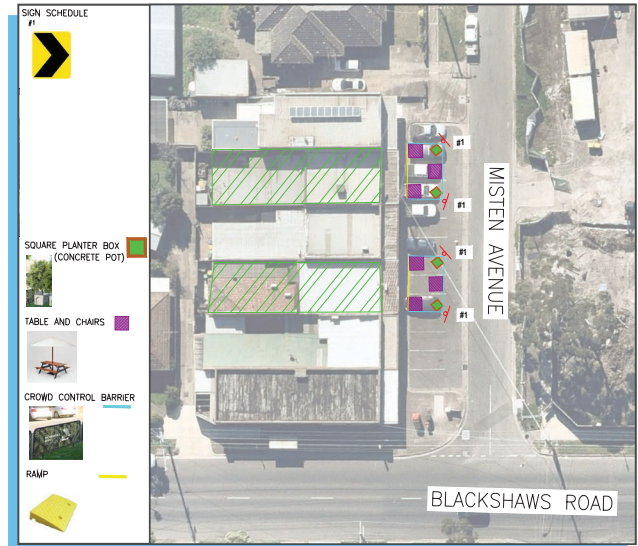 SIGN SCHEDULE
#1
SQUARE PLANTER BOX
(CONCRETE POT)
TABLE AND CHAIRS
CROWD CONTROL BARRIER
RAMP
#1
#1
#1
#1
MISTEN AVENUE
BLACKSHAWS ROAD